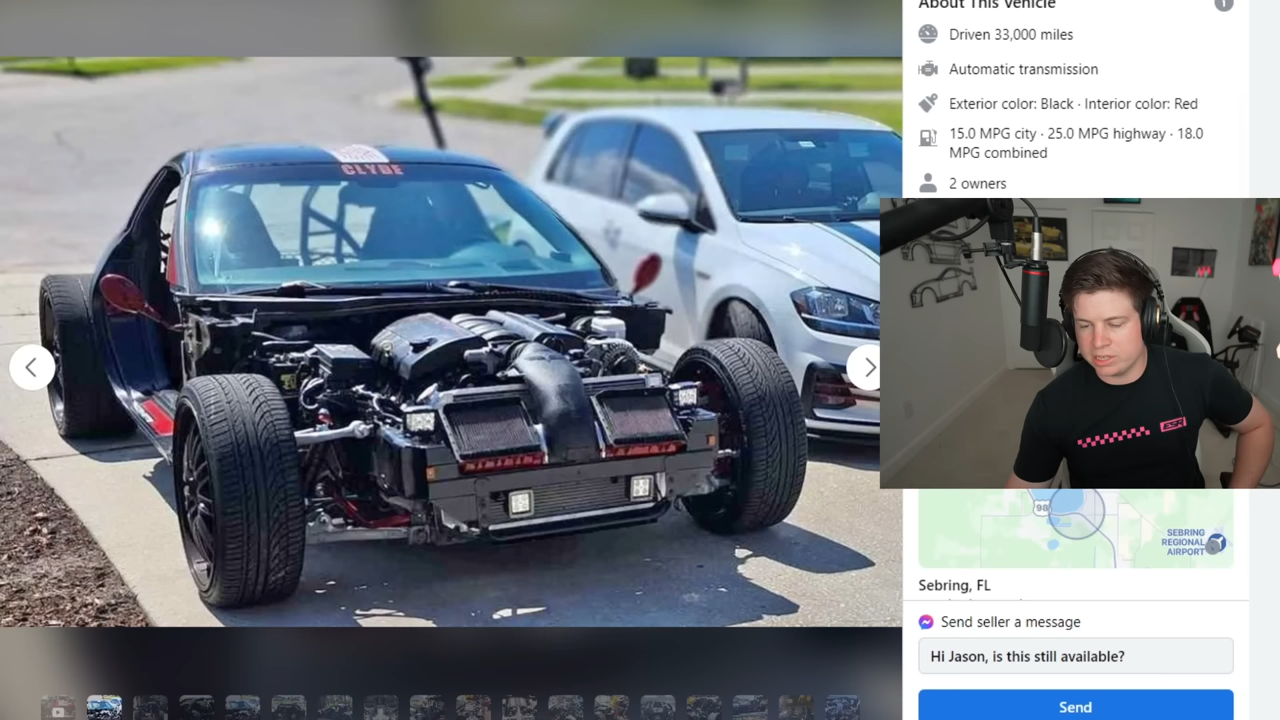 About This Vehicle
Driven 33,000 miles
Automatic transmission
Exterior color: Black · Interior color: Red
15.0 MPG city · 25.0 MPG highway · 18.0
MPG combined
2 owners
CLYDE
ESR
98
SEBRING
REGIONAL
AIRPORT
Sebring, FL
Send seller a message
Hi Jason, is this still available?
Send